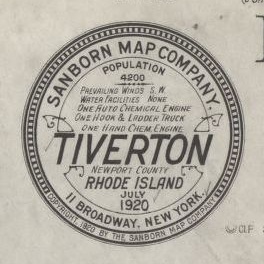 SANBORN MAP COMPANY.
POPULATION
4200
PREVAILING WINDS S. W.
WATER FACILITIES NONE
ONE AUTO CHEMICAL ENGINE
ONE HOOK & LADDER TRUCK
ONE HAND CHEM. ENGINE
TIVERTON
NEWPORT COUNTY
RHODE ISLAND
JULY
1920
11 BROADWAY, NEW YORK.
COPYRIGHT 1920 BY THE SANBORN MAP COMPANY